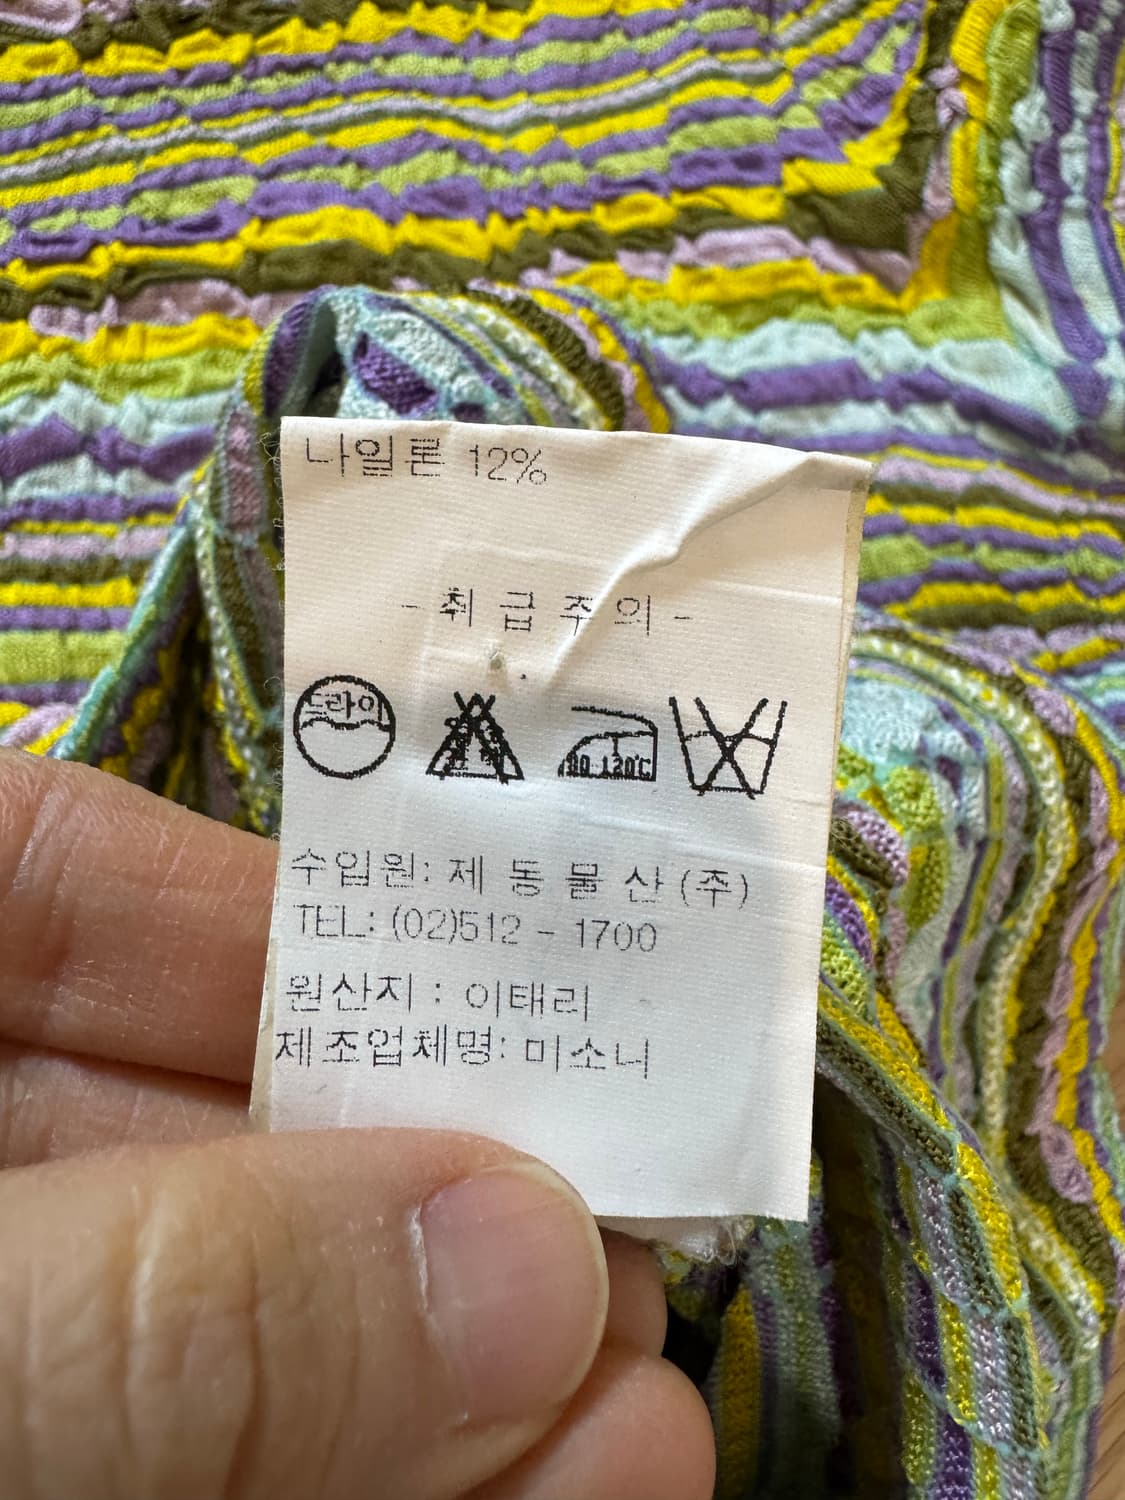 나일론 12%
- 취 급 주 의 -
드라이
80 120℃
수입원: 제 동 물 산 (주)
TEL: (02)512 - 1700
원산지 : 이태리
제조업체명: 미소니